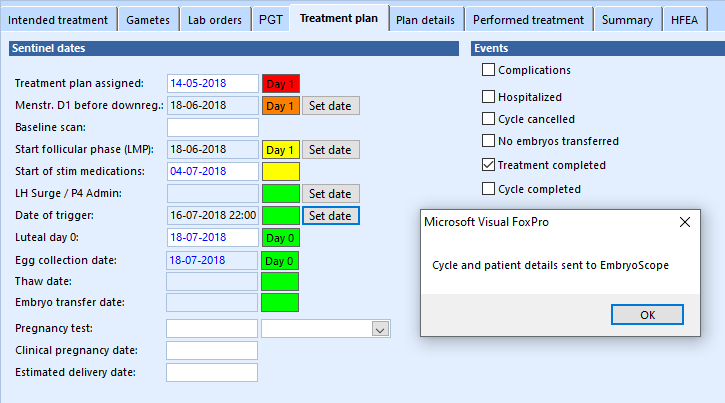 Intended treatment Gametes Lab orders PGT Treatment plan Plan details Performed treatment Summary HFEA
Sentinel dates
Treatment plan assigned: 14-05-2018 Day 1
Menstr. D1 before downreg.: 18-06-2018 Day 1 Set date
Baseline scan:
Start follicular phase (LMP): 18-06-2018 Day 1 Set date
Start of stim medications: 04-07-2018
LH Surge / P4 Admin: Set date
Date of trigger: 16-07-2018 22:00 Set date
Luteal day 0: 18-07-2018 Day 0
Egg collection date: 18-07-2018 Day 0
Thaw date:
Embryo transfer date:
Pregnancy test:
Clinical pregnancy date:
Estimated delivery date:
Events
Complications
Hospitalized
Cycle cancelled
No embryos transferred
Treatment completed
Cycle completed
Microsoft Visual FoxPro
Cycle and patient details sent to EmbryoScope
OK